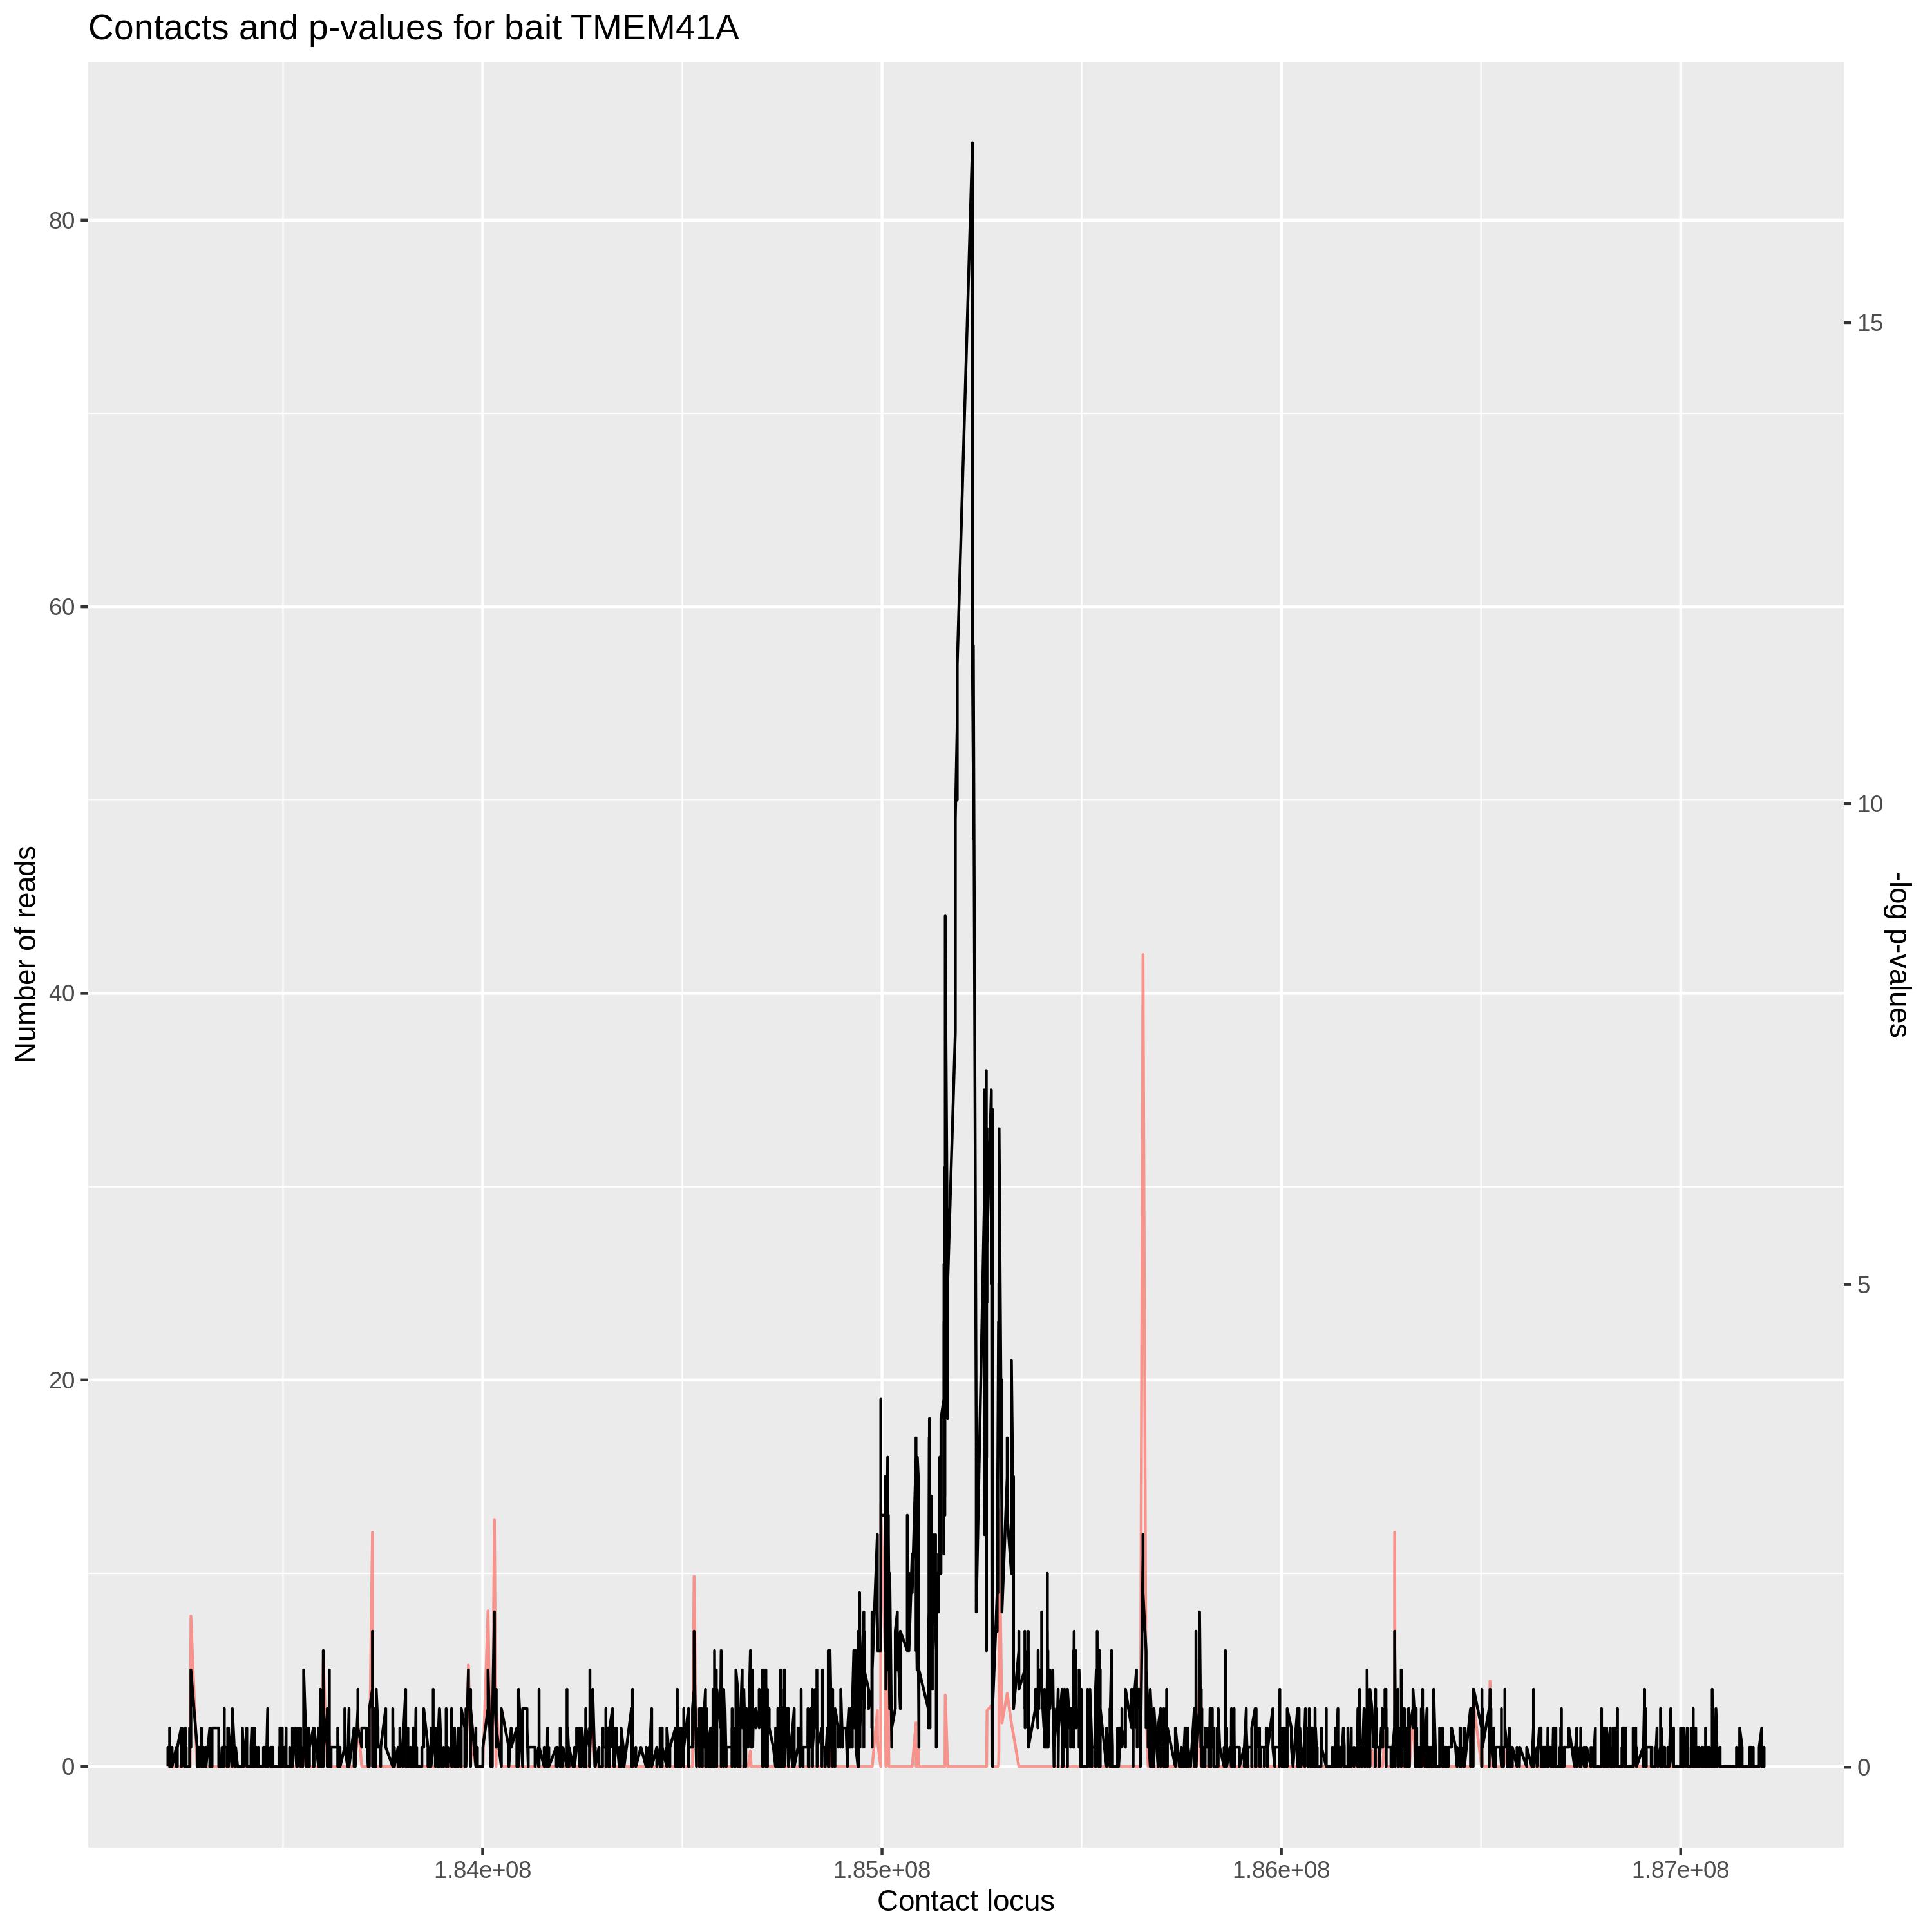 Contacts and p-values for bait TMEM41A
80
60
40
20
0
Number of reads
15
10
5
0
-log p-values
1.84e+08
1.85e+08
1.86e+08
1.87e+08
Contact locus